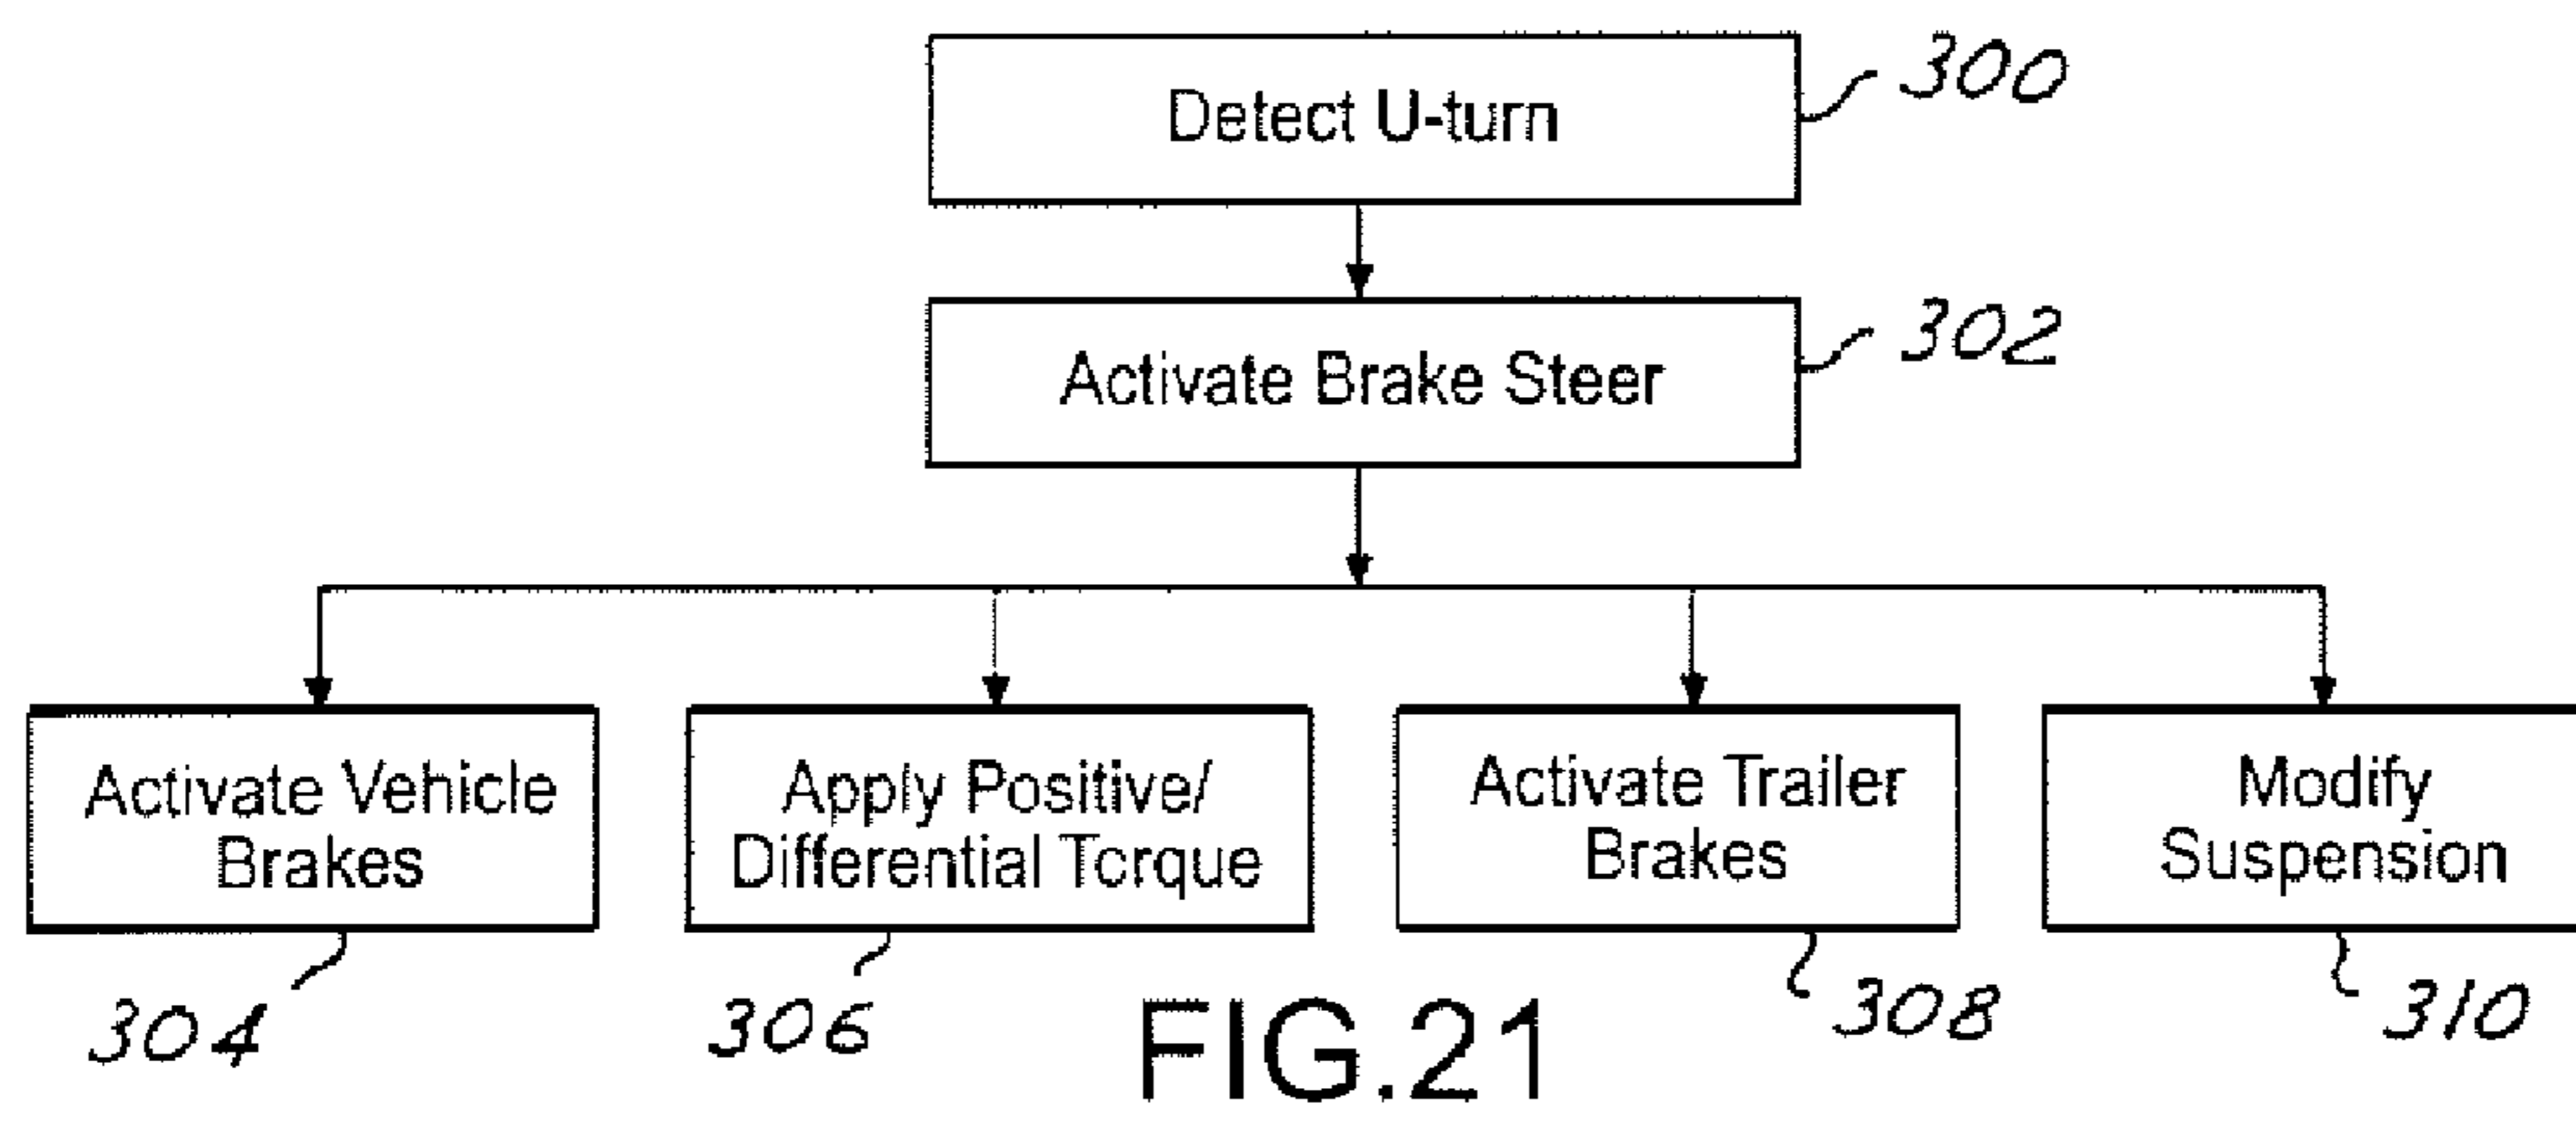 Detect U-turn
300
Activate Brake Steer
302
Activate Vehicle
Brakes
Apply Positive/
Differential Torque
Activate Trailer
Brakes
Modify
Suspension
304
306
308
310
FIG.21